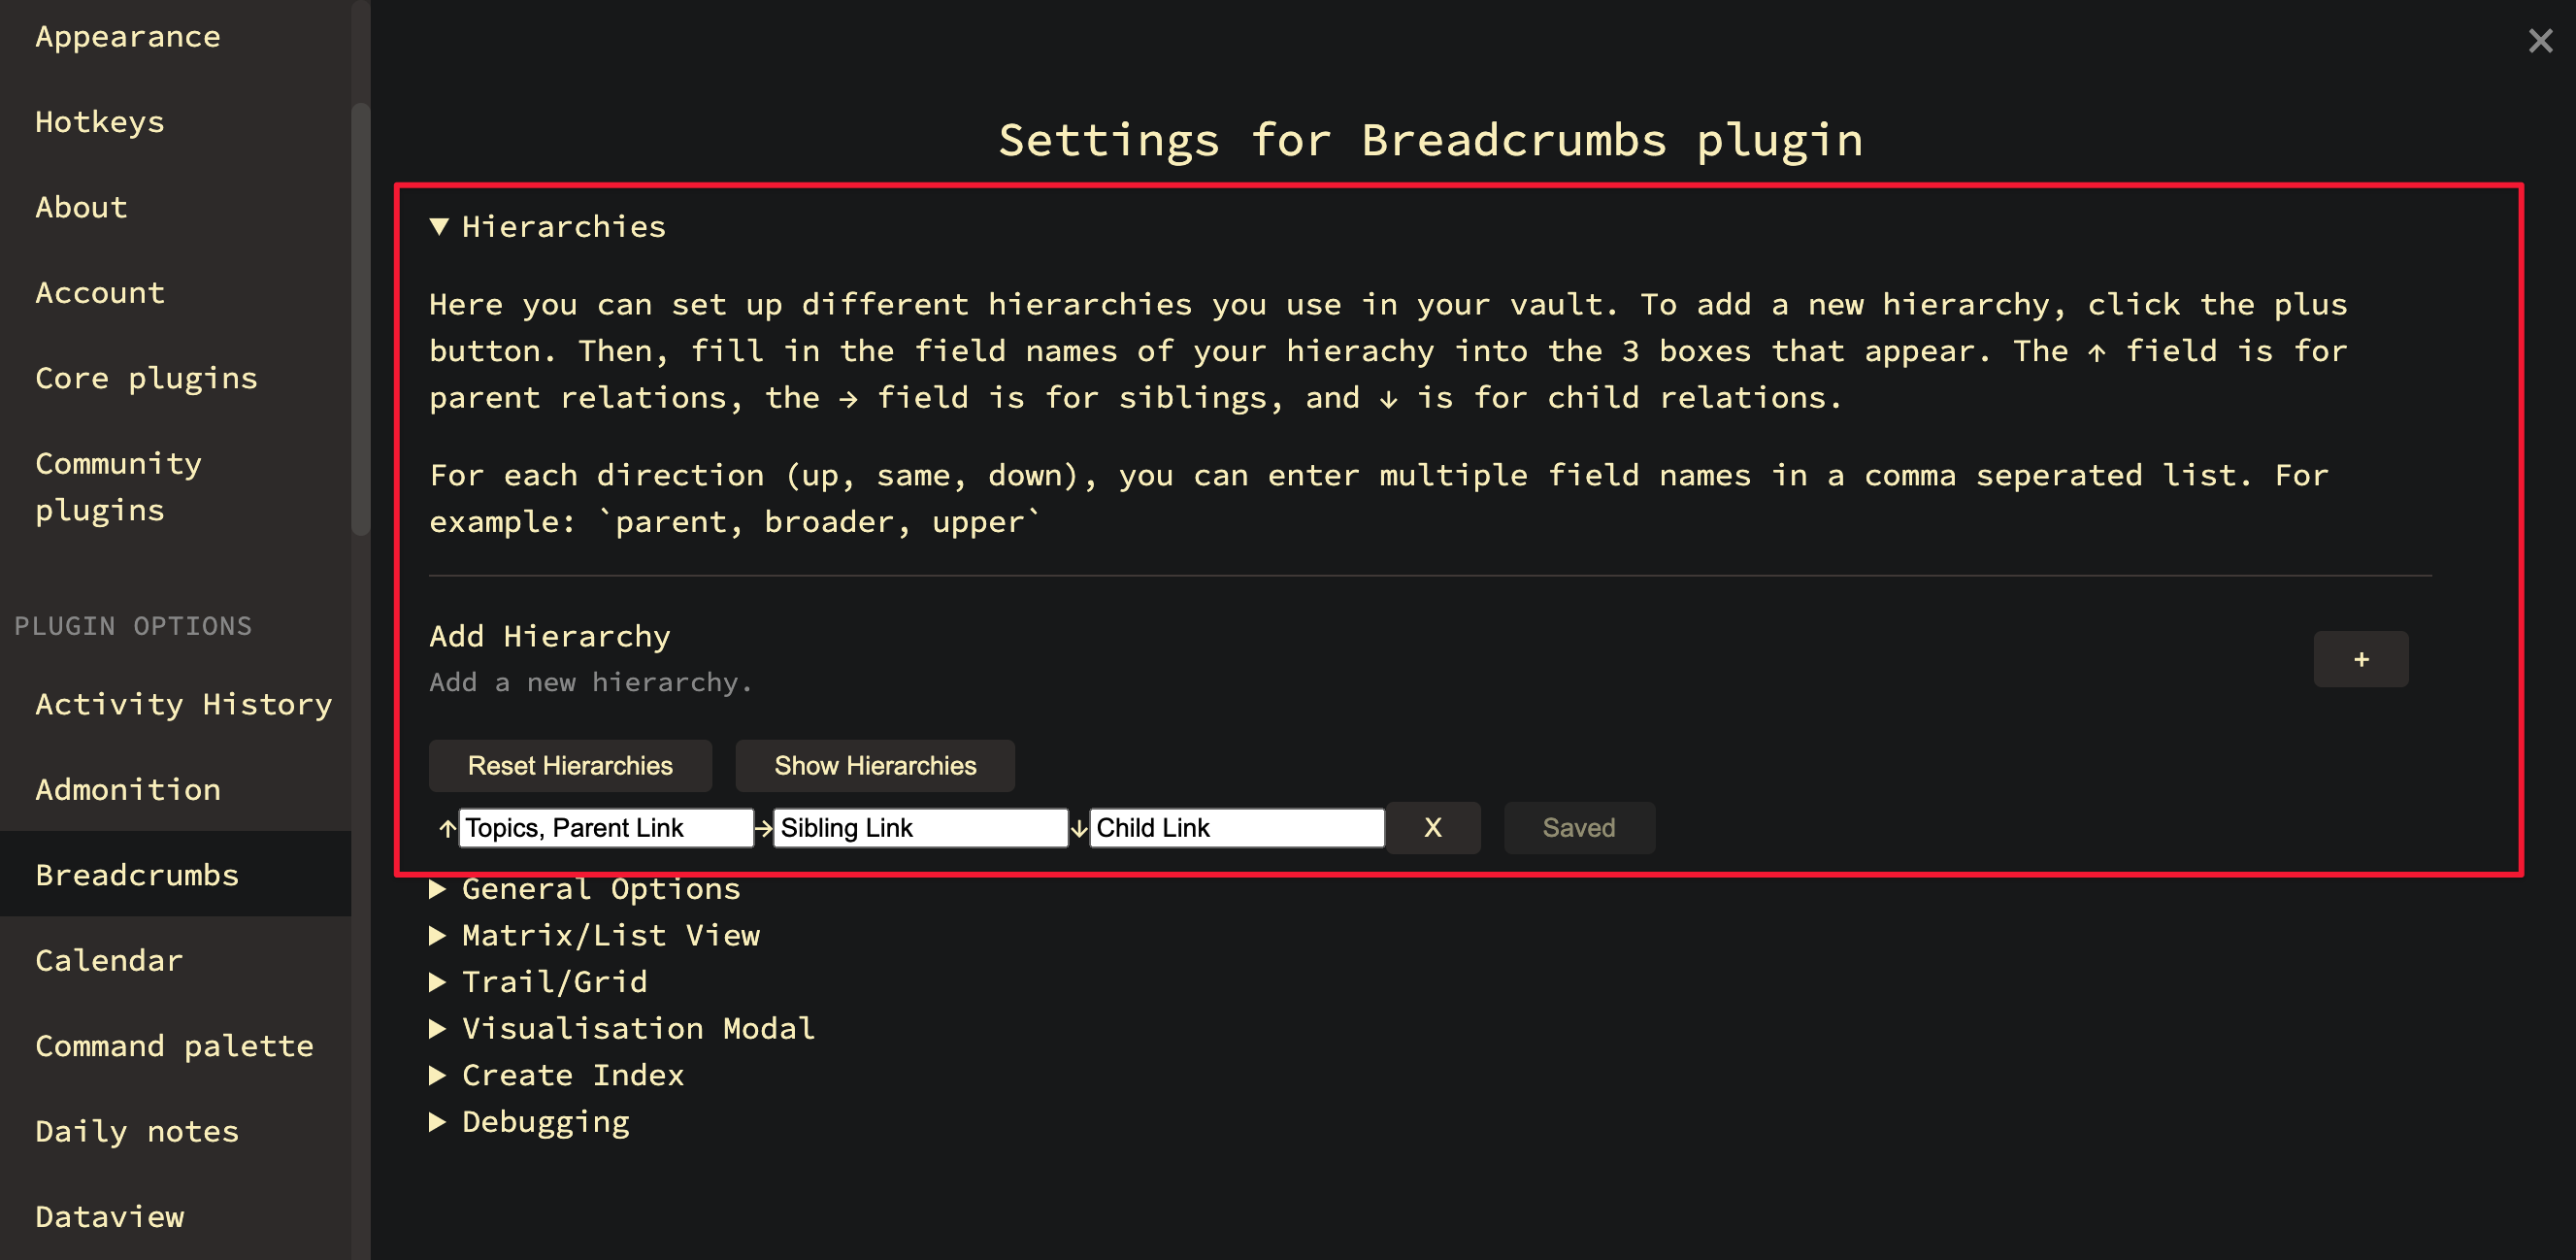 Appearance
Hotkeys
About
Account
Core plugins
Community
plugins
PLUGIN OPTIONS
Activity History
Admonition
Breadcrumbs
Calendar
Command palette
Daily notes
Dataview
×
Settings for Breadcrumbs plugin
▼ Hierarchies
Here you can set up different hierarchies you use in your vault. To add a new hierarchy, click the plus
button. Then, fill in the field names of your hierachy into the 3 boxes that appear. The ↑ field is for
parent relations, the → field is for siblings, and ↓ is for child relations.
For each direction (up, same, down), you can enter multiple field names in a comma seperated list. For
example: `parent, broader, upper`
Add Hierarchy
Add a new hierarchy.
+
Reset Hierarchies Show Hierarchies
↑ Topics, Parent Link → Sibling Link ↓ Child Link X Saved
▶ General Options
▶ Matrix/List View
▶ Trail/Grid
▶ Visualisation Modal
▶ Create Index
▶ Debugging